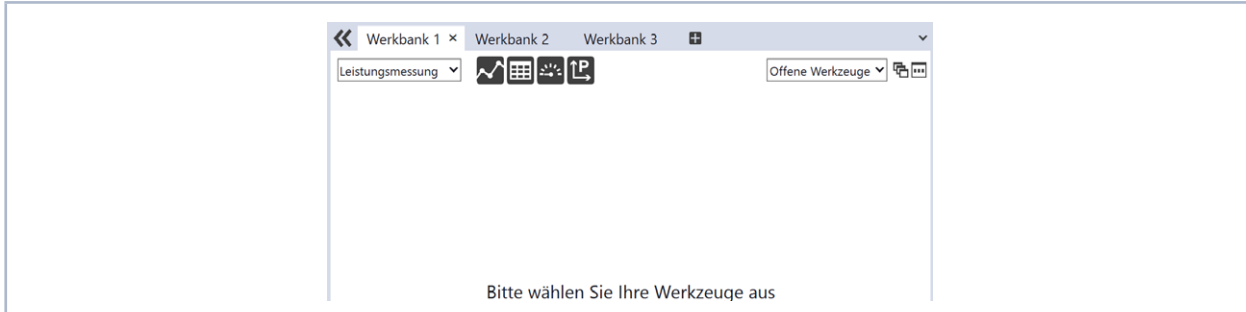 Werkbank 1 × Werkbank 2 Werkbank 3
Leistungsmessung P Offene Werkzeuge
Bitte wählen Sie Ihre Werkzeuge aus